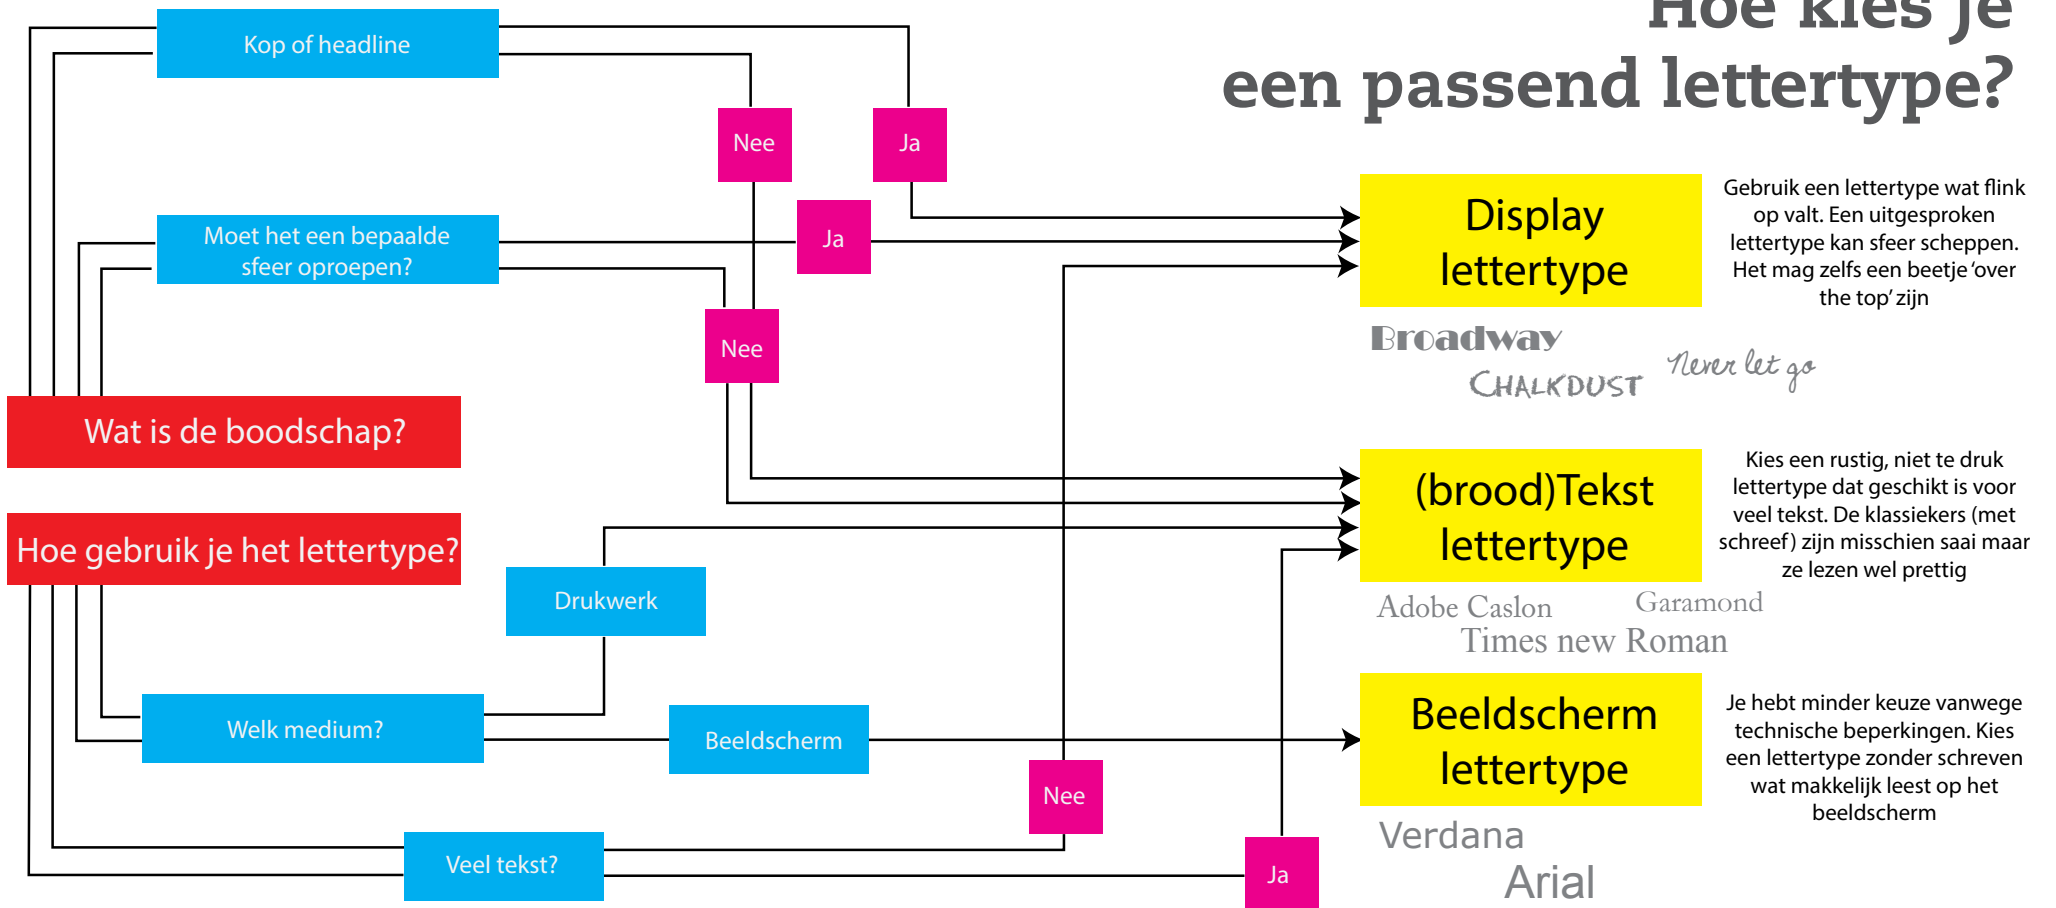 Hoe kies je
een passend lettertype?
Kop of headline
Nee
Ja
Moet het een bepaalde
sfeer oproepen?
Ja
Nee
Wat is de boodschap?
Hoe gebruik je het lettertype?
Drukwerk
Welk medium?
Beeldscherm
Nee
Veel tekst?
Ja
Display
lettertype
Gebruik een lettertype wat flink
op valt. Een uitgesproken
lettertype kan sfeer scheppen.
Het mag zelfs een beetje ‘over
the top’ zijn
Broadway
CHALKDUST
Never let go
(brood)Tekst
lettertype
Kies een rustig, niet te druk
lettertype dat geschikt is voor
veel tekst. De klassiekers (met
schreef) zijn misschien saai maar
ze lezen wel prettig
Adobe Caslon
Garamond
Times new Roman
Beeldscherm
lettertype
Je hebt minder keuze vanwege
technische beperkingen. Kies
een lettertype zonder schreven
wat makkelijk leest op het
beeldscherm
Verdana
Arial